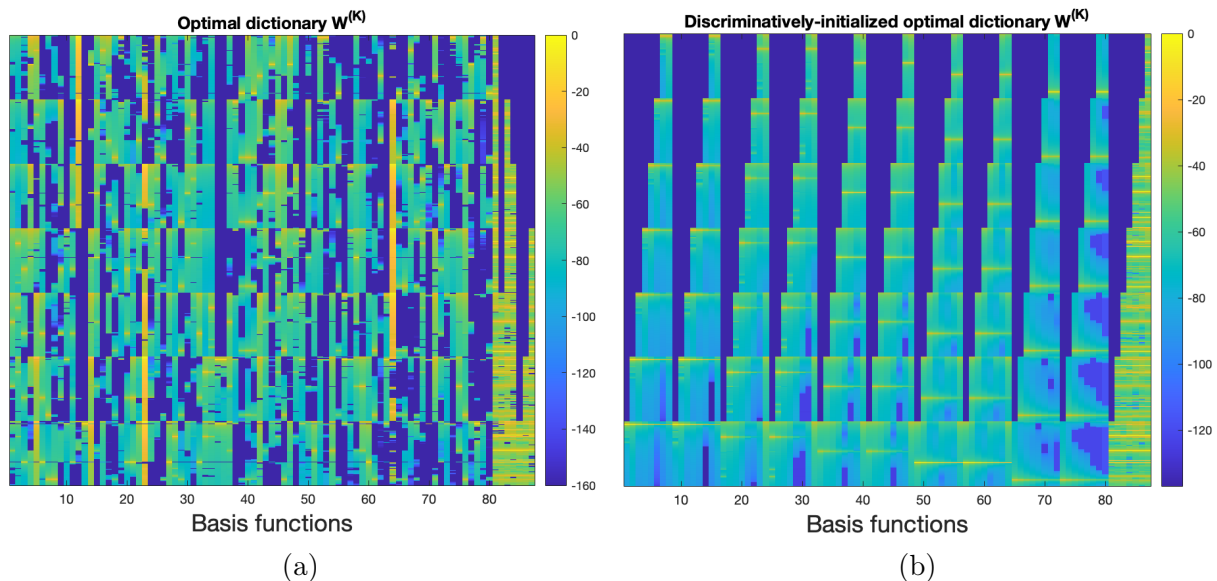 Optimal dictionary W(K)
0
-20
-40
-60
-80
-100
-120
-140
-160
10 20 30 40 50 60 70 80
Basis functions
(a)
Discriminatively-initialized optimal dictionary W(K)
0
-20
-40
-60
-80
-100
-120
10 20 30 40 50 60 70 80
Basis functions
(b)